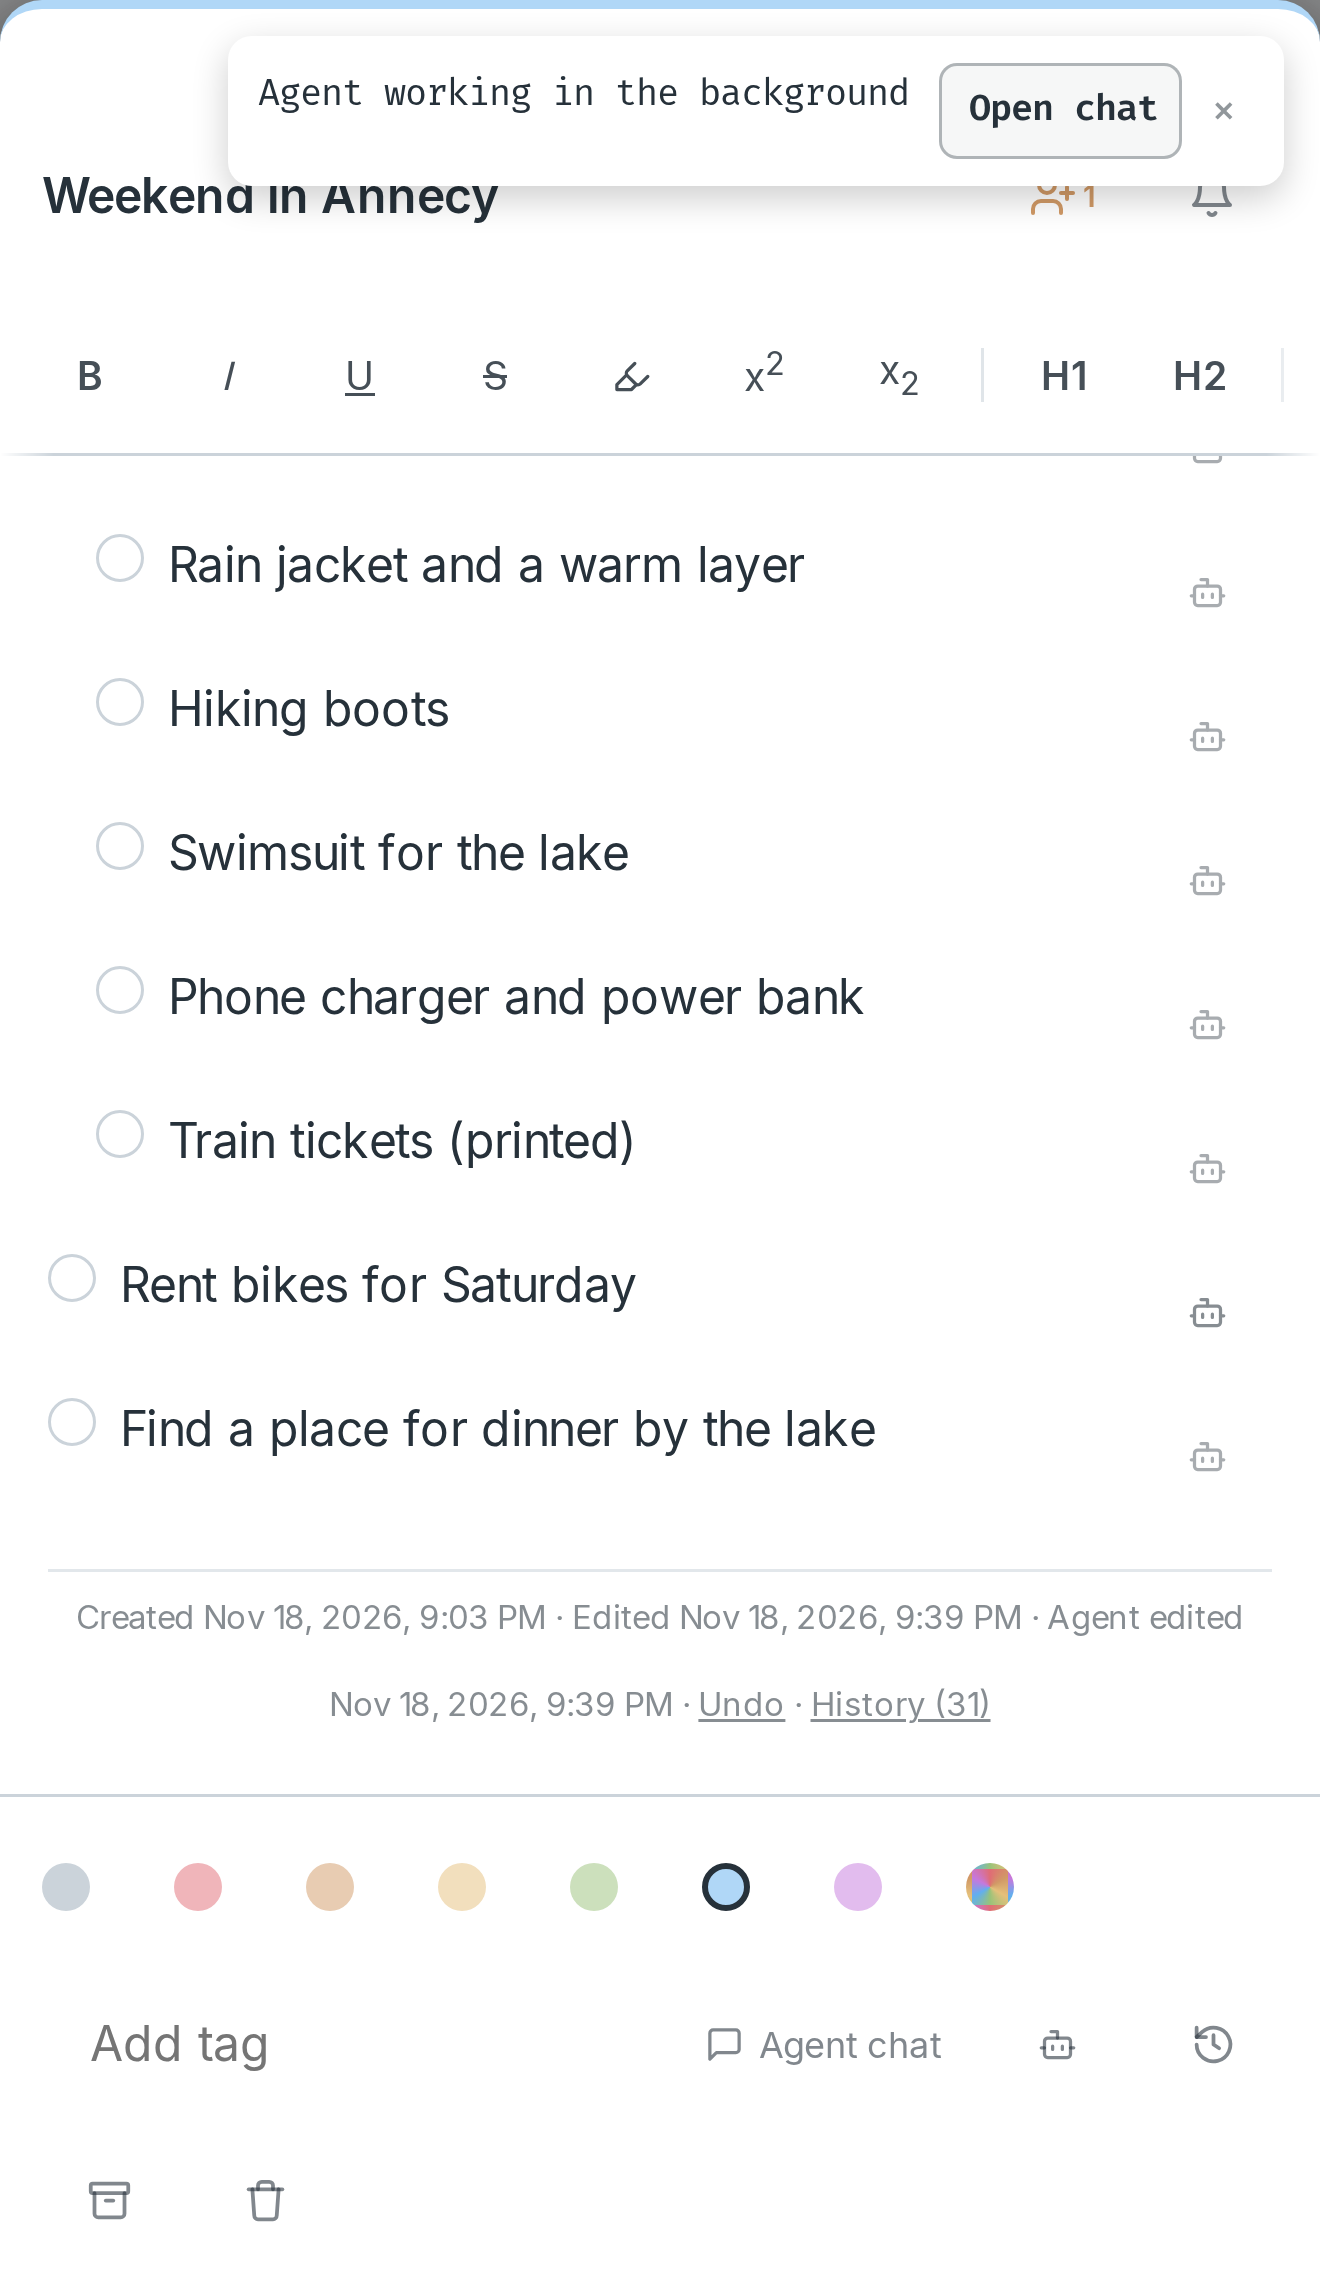 Agent working in the background
Open chat
×
Weekend in Annecy
1
B I U S x2 x2 H1 H2
Rain jacket and a warm layer
Hiking boots
Swimsuit for the lake
Phone charger and power bank
Train tickets (printed)
Rent bikes for Saturday
Find a place for dinner by the lake
Created Nov 18, 2026, 9:03 PM · Edited Nov 18, 2026, 9:39 PM · Agent edited
Nov 18, 2026, 9:39 PM · Undo · History (31)
Add tag
Agent chat